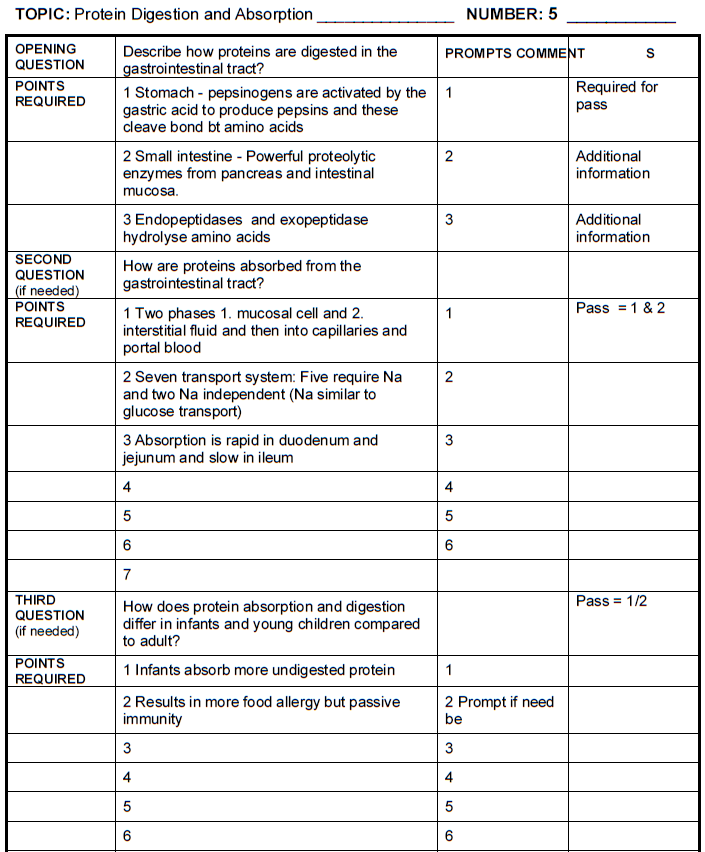 TOPIC: Protein Digestion and Absorption ________________ NUMBER: 5 _____________
OPENING
QUESTION
Describe how proteins are digested in the
gastrointestinal tract?
PROMPTS COMMENT S
POINTS
REQUIRED
1 Stomach - pepsinogens are activated by the
gastric acid to produce pepsins and these
cleave bond bt amino acids
1
Required for
pass
2 Small intestine - Powerful proteolytic
enzymes from pancreas and intestinal
mucosa.
2
Additional
information
3 Endopeptidases and exopeptidase
hydrolyse amino acids
3
Additional
information
SECOND
QUESTION
(if needed)
How are proteins absorbed from the
gastrointestinal tract?
POINTS
REQUIRED
1 Two phases 1. mucosal cell and 2.
interstitial fluid and then into capillaries and
portal blood
1
Pass = 1 & 2
2 Seven transport system: Five require Na
and two Na independent (Na similar to
glucose transport)
2
3 Absorption is rapid in duodenum and
jejunum and slow in ileum
3
4
4
5
5
6
6
7
THIRD
QUESTION
(if needed)
How does protein absorption and digestion
differ in infants and young children compared
to adult?
Pass = 1/2
POINTS
REQUIRED
1 Infants absorb more undigested protein
1
2 Results in more food allergy but passive
immunity
2 Prompt if need
be
3
3
4
4
5
5
6
6